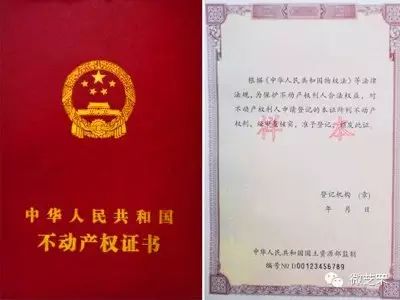 中华人民共和国
不动产权证书
根据《中华人民共和国物权法》等法律
法规,为保护不动产权利人合法权益,对
不动产权利人申请登记的本证所列不动产
权利,经审查核实,准予登记,颁发此证。
样本
登记机构(章)
年 月 日
中华人民共和国国土资源部监制
编号 No D00123456789
微芝罘